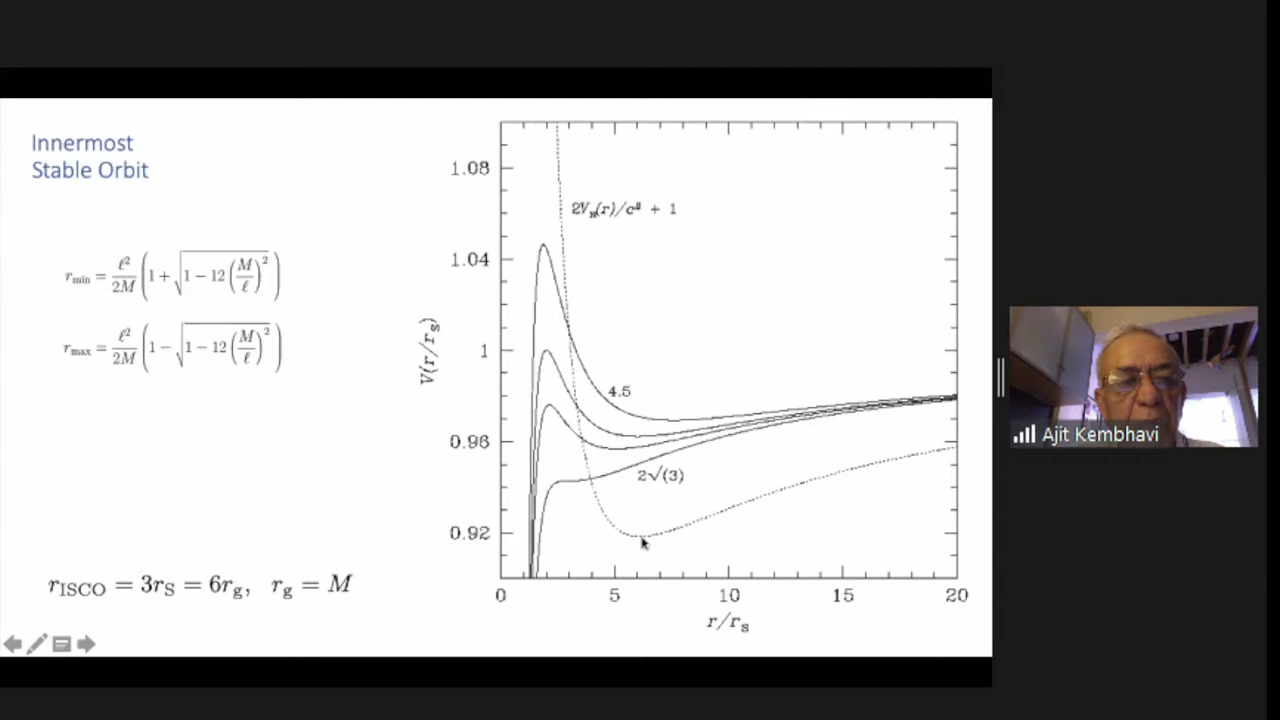 Innermost
Stable Orbit
r_min = ℓ²/2M (1 + √(1 − 12 (M/ℓ)²))
r_max = ℓ²/2M (1 − √(1 − 12 (M/ℓ)²))
r_ISCO = 3r_S = 6r_g, r_g = M
1.08
1.04
1
0.96
0.92
V(r/r_s)
2V_N(r)/c² + 1
4.5
2√(3)
0 5 10 15 20
r/r_s
Ajit Kembhavi